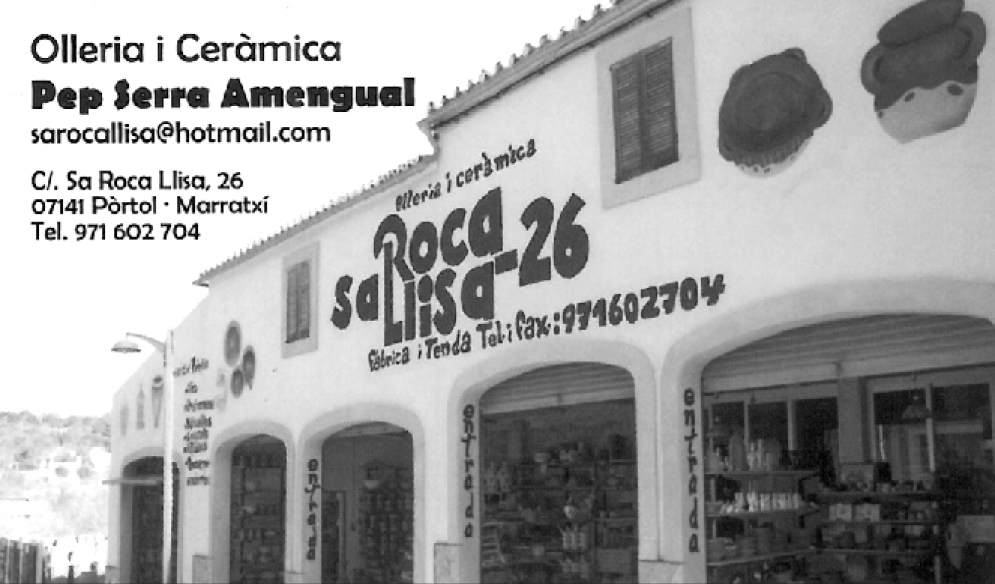 Olleria i Ceràmica
Pep Serra Amengual
sarocallisa@hotmail.com
C/. Sa Roca Llisa, 26
07141 Pòrtol · Marratxí
Tel. 971 602 704
olleria i ceràmica
sa Roca
Llisa-26
fàbrica i Tenda Tel·i fax·:971602704
entrada
entrada
entrada